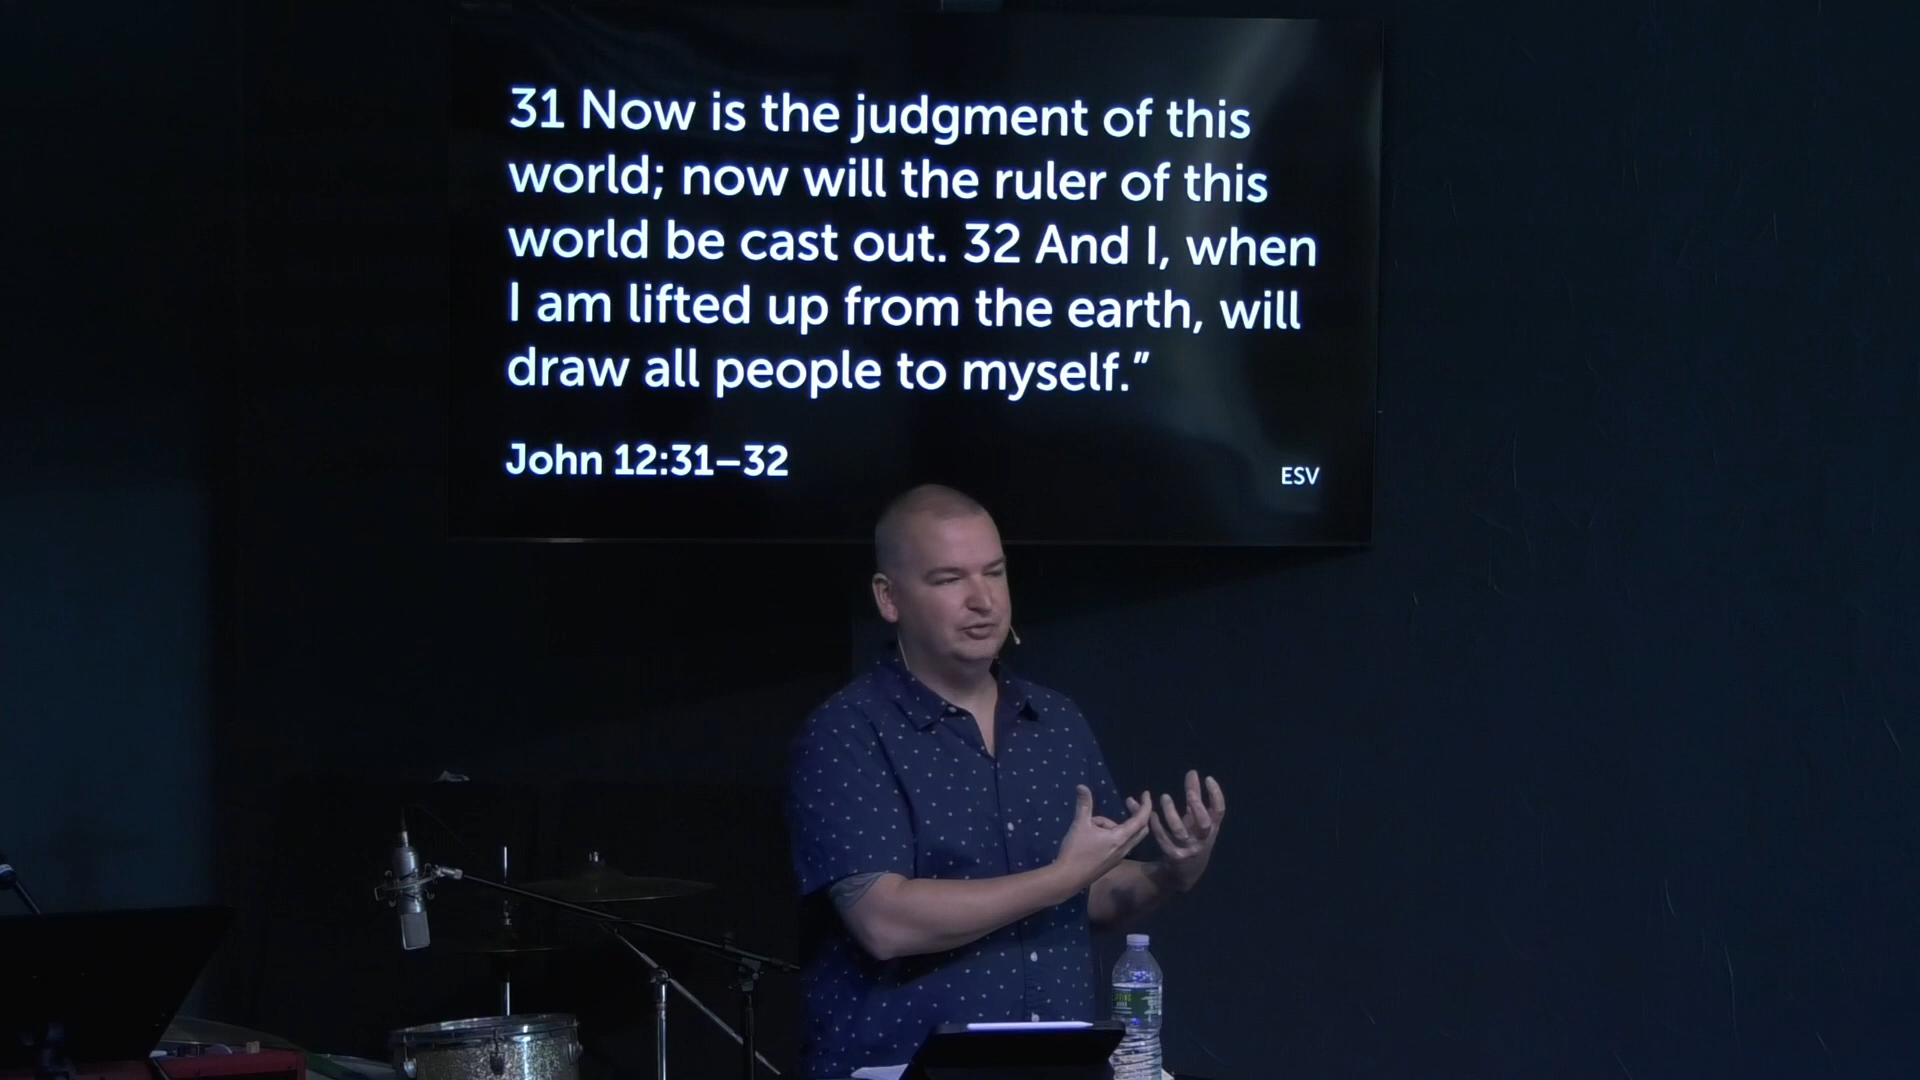 31 Now is the judgment of this
world; now will the ruler of this
world be cast out. 32 And I, when
I am lifted up from the earth, will
draw all people to myself.”
John 12:31–32
ESV